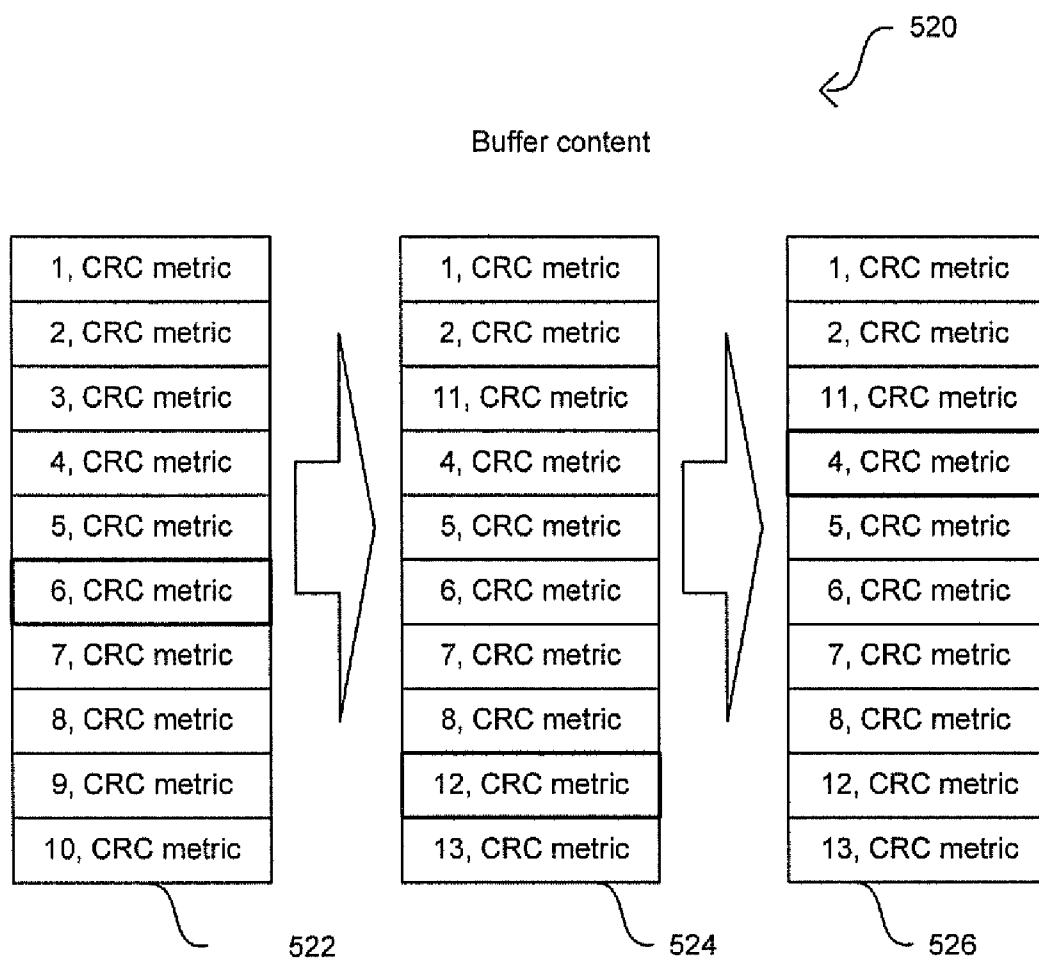 520
Buffer content
1, CRC metric
2, CRC metric
3, CRC metric
4, CRC metric
5, CRC metric
6, CRC metric
7, CRC metric
8, CRC metric
9, CRC metric
10, CRC metric
522
1, CRC metric
2, CRC metric
11, CRC metric
4, CRC metric
5, CRC metric
6, CRC metric
7, CRC metric
8, CRC metric
12, CRC metric
13, CRC metric
524
1, CRC metric
2, CRC metric
11, CRC metric
4, CRC metric
5, CRC metric
6, CRC metric
7, CRC metric
8, CRC metric
12, CRC metric
13, CRC metric
526